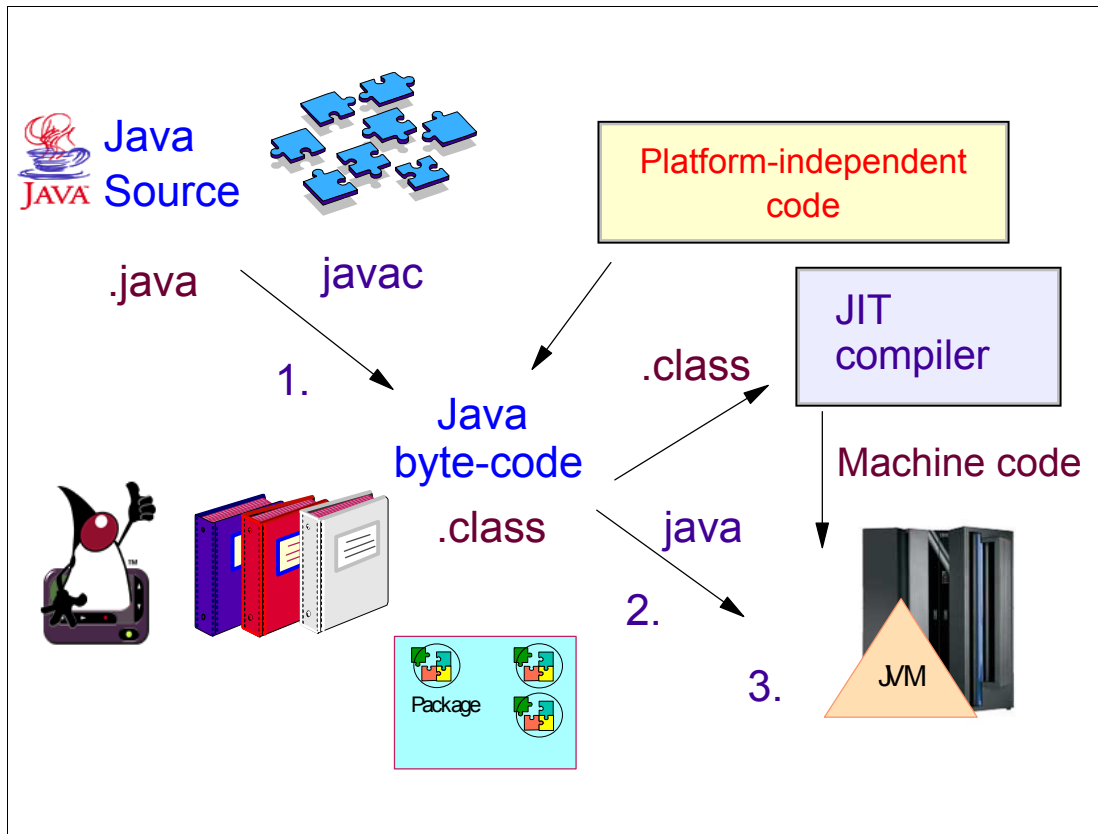 Java
Source
JAVA
Platform-independent
code
.java
javac
JIT
compiler
.class
1.
Java
byte-code
.class
Machine code
java
TM
2.
3.
JVM
Package